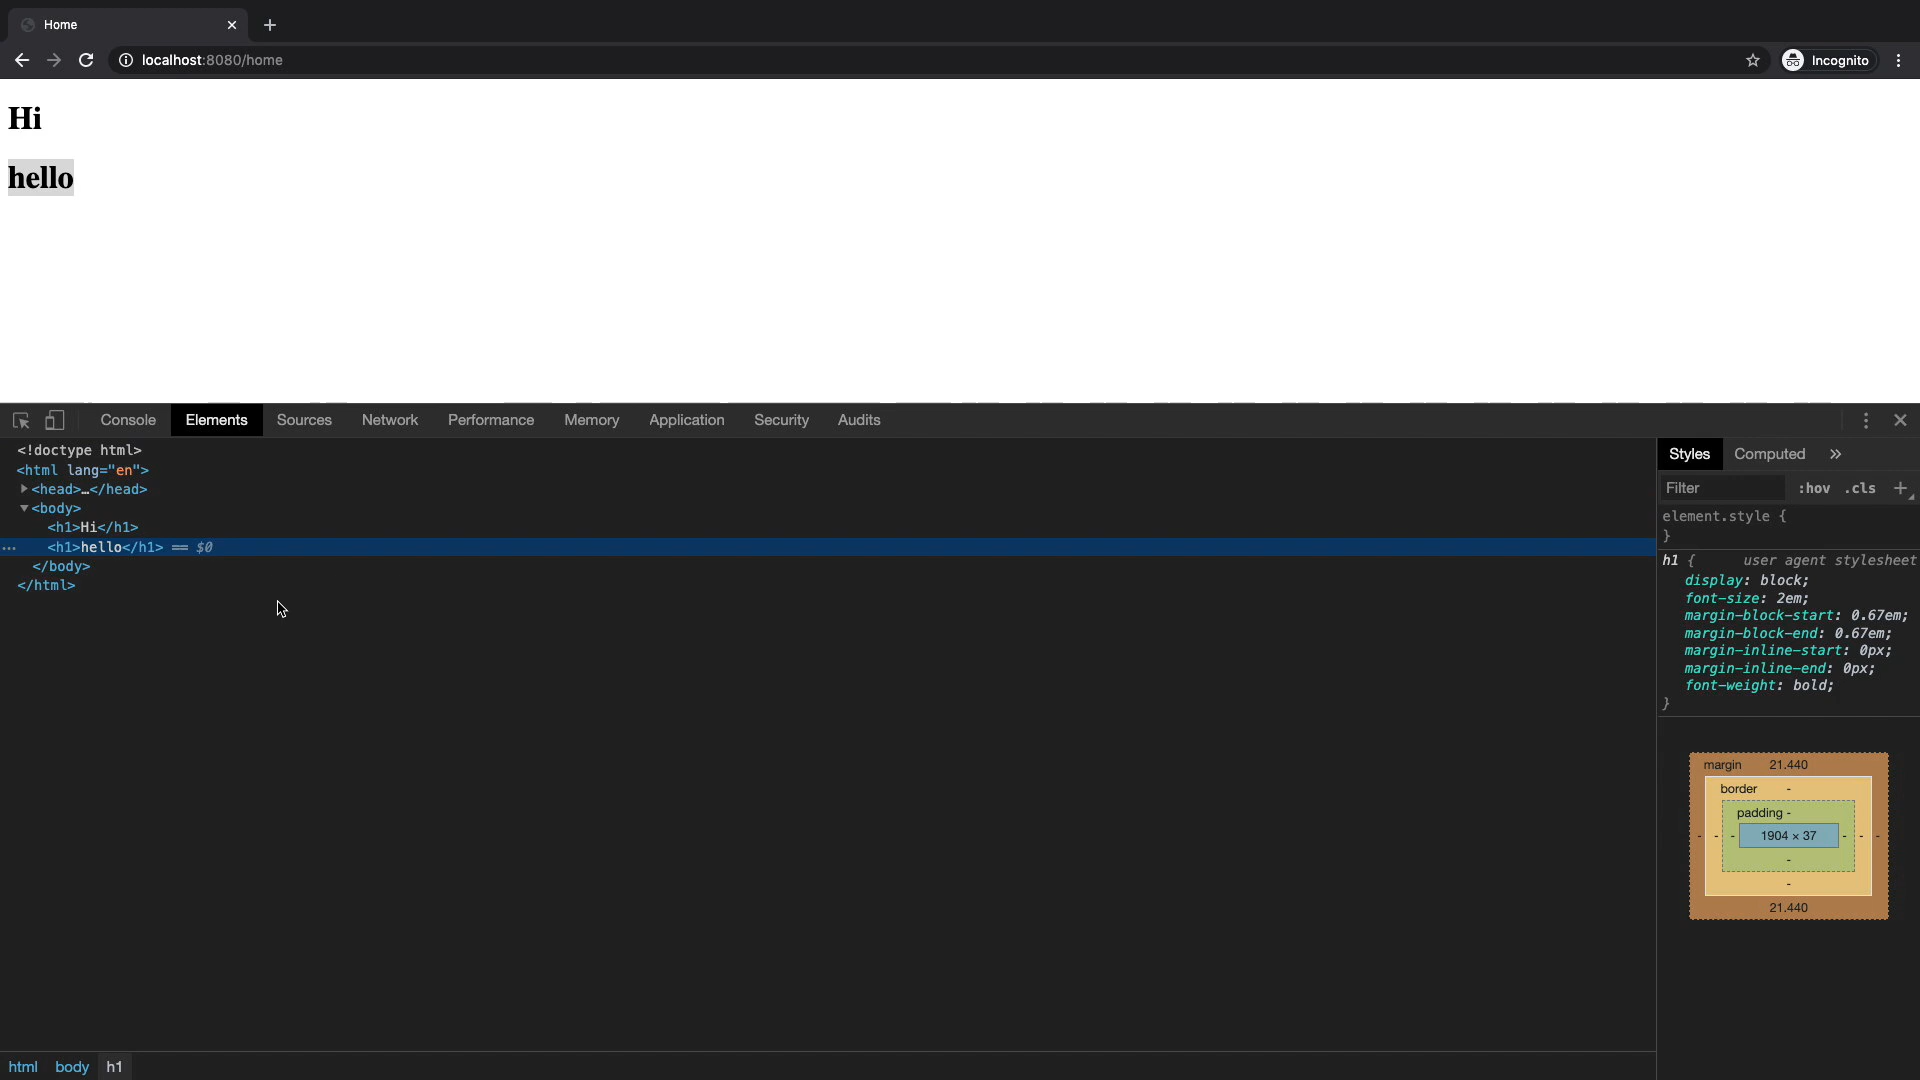 Home
localhost:8080/home
Incognito
Hi
hello
Console Elements Sources Network Performance Memory Application Security Audits
<!doctype html>
<html lang="en">
<head>…</head>
<body>
<h1>Hi</h1>
<h1>hello</h1> == $0
</body>
</html>
Styles Computed »
Filter :hov .cls +
element.style {
}
h1 { user agent stylesheet
display: block;
font-size: 2em;
margin-block-start: 0.67em;
margin-block-end: 0.67em;
margin-inline-start: 0px;
margin-inline-end: 0px;
font-weight: bold;
}
margin 21.440
border -
padding -
- - - 1904 × 37 - - -
-
-
21.440
html body h1